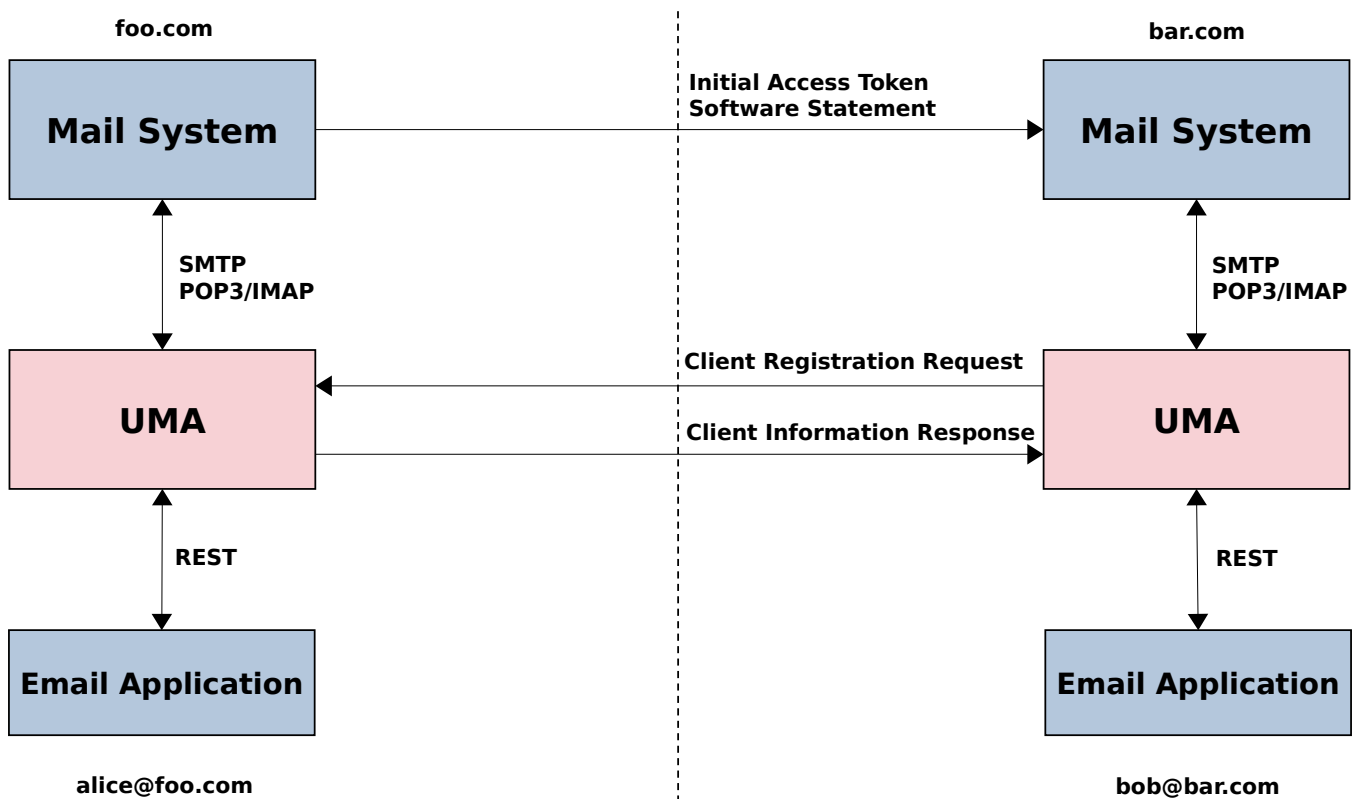 foo.com
bar.com
Initial Access Token
Software Statement
Mail System
Mail System
SMTP
POP3/IMAP
SMTP
POP3/IMAP
Client Registration Request
UMA
UMA
Client Information Response
REST
REST
Email Application
Email Application
alice@foo.com
bob@bar.com